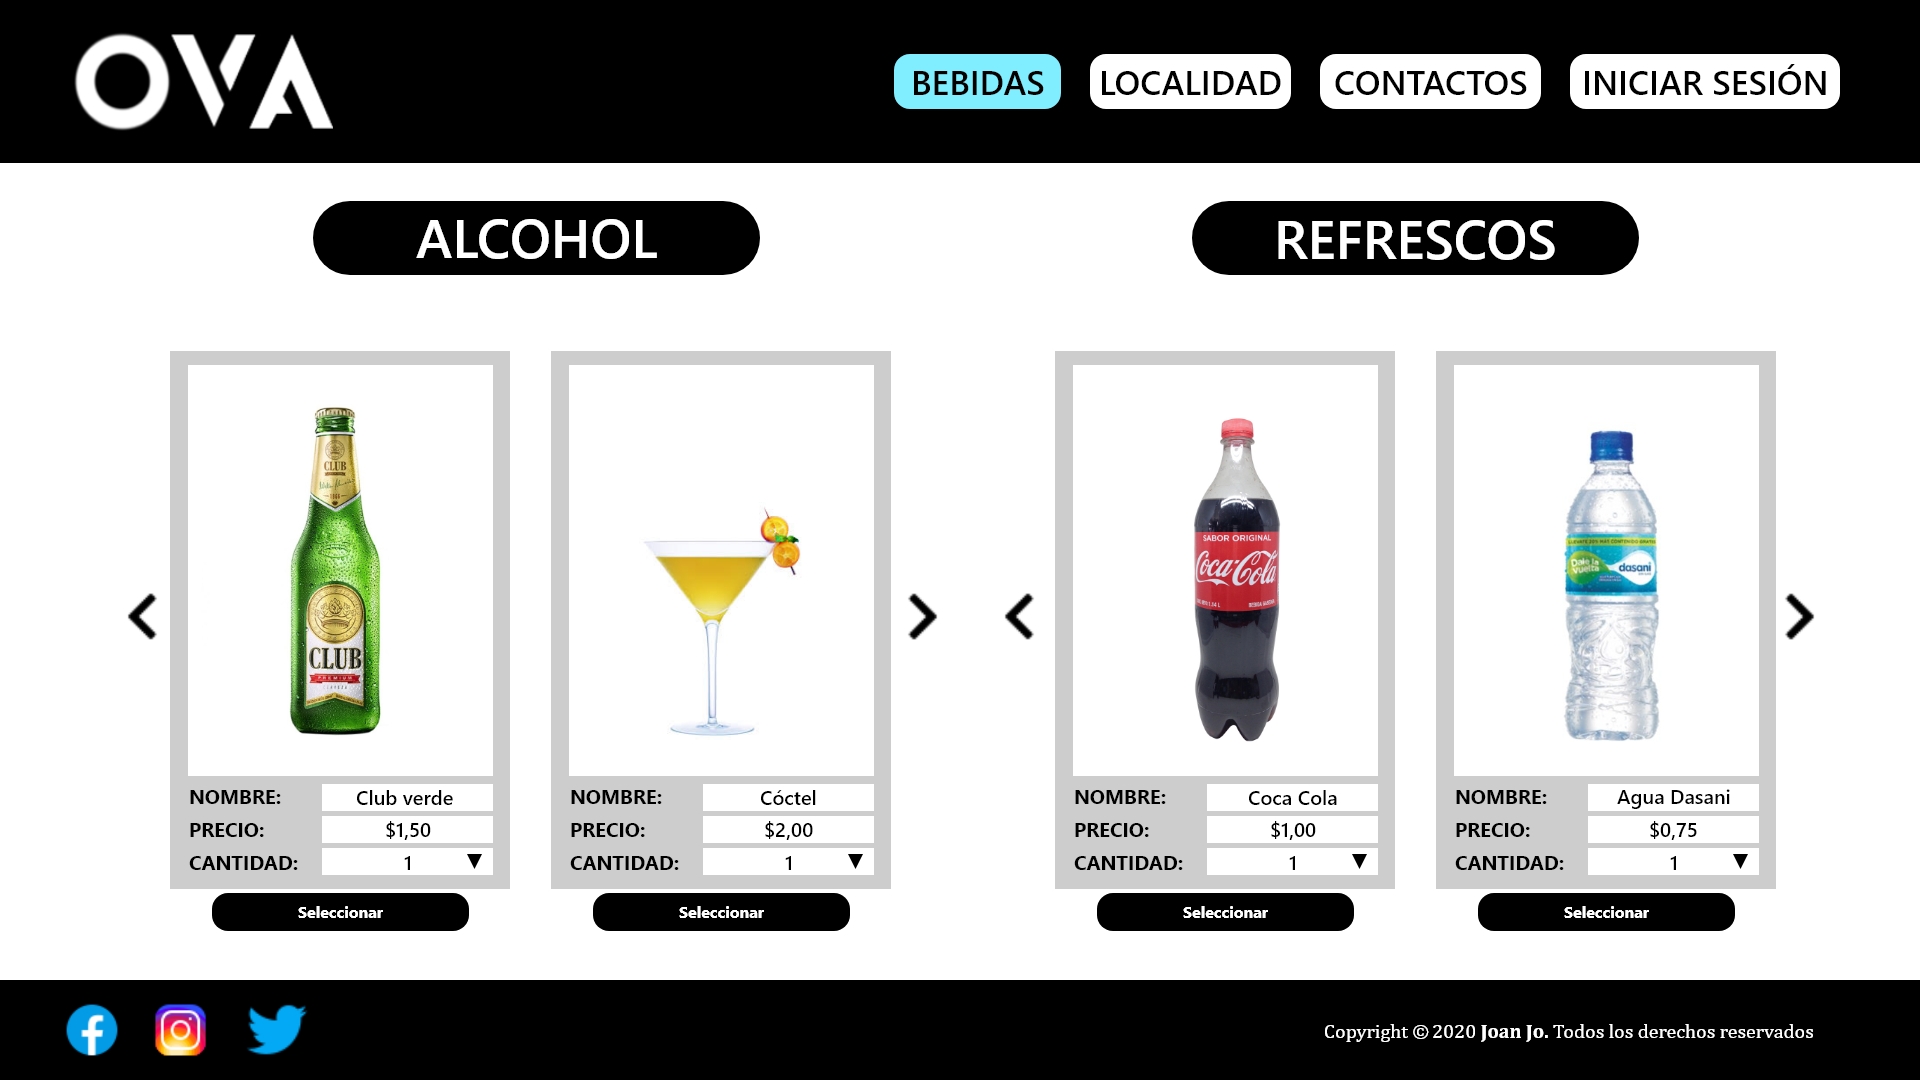 OVA
BEBIDAS
LOCALIDAD
CONTACTOS
INICIAR SESIÓN
ALCOHOL
REFRESCOS
CLUB
CLUB
PREMIUM
SABOR ORIGINAL
Coca-Cola
Dale la
Vuelta
dasani
NOMBRE: Club verde
PRECIO: $1,50
CANTIDAD: 1 ▼
Seleccionar
NOMBRE: Cóctel
PRECIO: $2,00
CANTIDAD: 1 ▼
Seleccionar
NOMBRE: Coca Cola
PRECIO: $1,00
CANTIDAD: 1 ▼
Seleccionar
NOMBRE: Agua Dasani
PRECIO: $0,75
CANTIDAD: 1 ▼
Seleccionar
Copyright © 2020 Joan Jo. Todos los derechos reservados